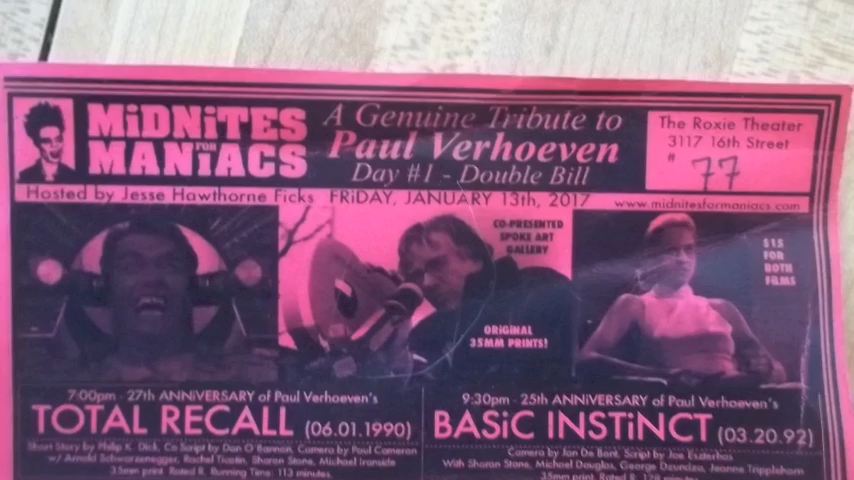 MiDNiTES
FOR
MANiACS
A Genuine Tribute to
Paul Verhoeven
Day #1 - Double Bill
The Roxie Theater
3117 16th Street
# 77
Hosted by Jesse Hawthorne Ficks FRiDAY, JANUARY 13th, 2017 www.midnitesformaniacs.com
CO-PRESENTED
SPOKE ART
GALLERY
$15
FOR
BOTH
FILMS
ORiGiNAL
35MM PRiNTS!
7:00pm - 27th ANNiVERSARY of Paul Verhoeven's
TOTAL RECALL (06.01.1990)
Short Story by Philip K. Dick, Co Script by Dan O'Bannon, Camera by Paul Cameron
w/ Arnold Schwarzenegger, Rachel Ticotin, Sharon Stone, Michael Ironside
35mm print. Rated R. Running Time: 113 minutes.
9:30pm - 25th ANNiVERSARY of Paul Verhoeven's
BASiC INSTiNCT (03.20.92)
Camera by Jan De Bont, Script by Joe Eszterhas
With Sharon Stone, Michael Douglas, George Dzundza, Jeanne Tripplehorn
35mm print. Rated R. 128 minutes.